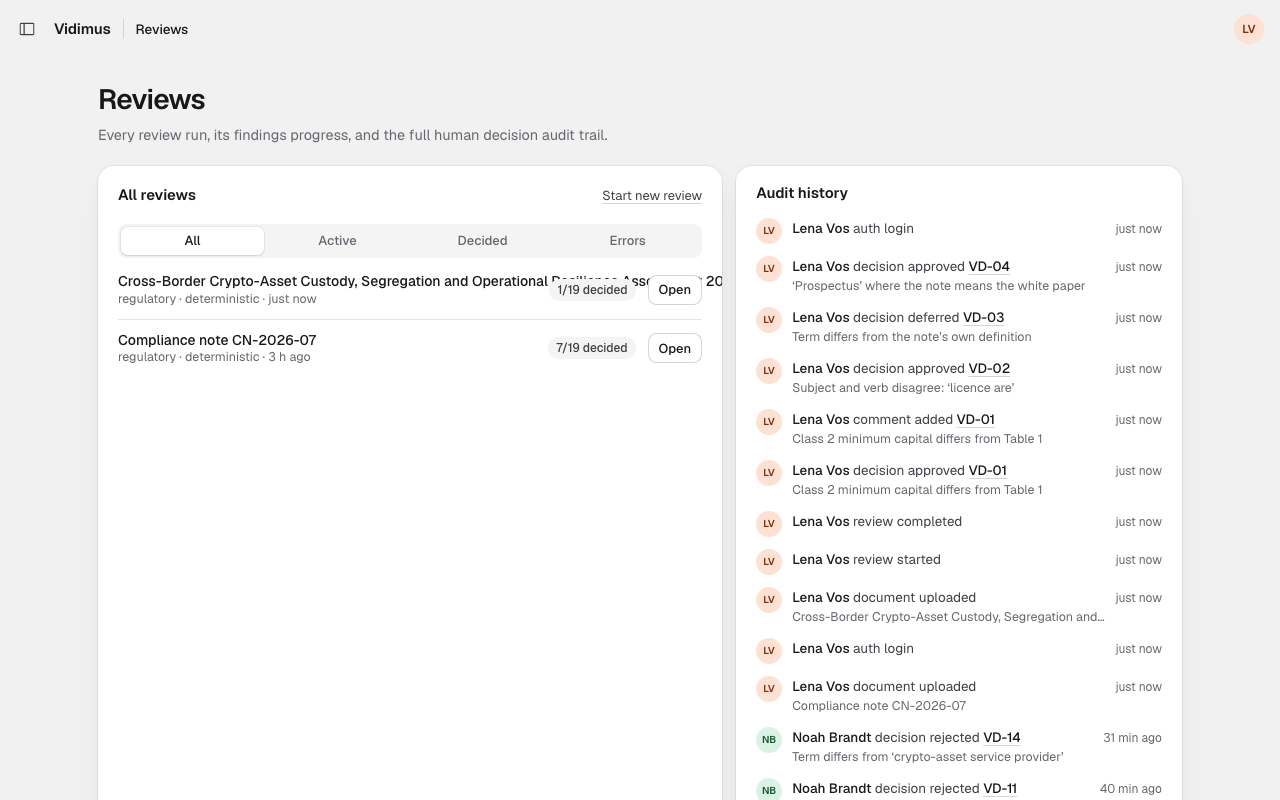 Vidimus
Reviews
LV
Reviews
Every review run, its findings progress, and the full human decision audit trail.
All reviews
Start new review
All
Active
Decided
Errors
Cross-Border Crypto-Asset Custody, Segregation and Operational
1/19 decided
Open
regulatory · deterministic · just now
Compliance note CN-2026-07
regulatory · deterministic · 3 h ago
7/19 decided
Open
Audit history
LV
Lena Vos auth login
just now
LV
Lena Vos decision approved VD-04
just now
‘Prospectus’ where the note means the white paper
LV
Lena Vos decision deferred VD-03
just now
Term differs from the note’s own definition
LV
Lena Vos decision approved VD-02
just now
Subject and verb disagree: ‘licence are’
LV
Lena Vos comment added VD-01
just now
Class 2 minimum capital differs from Table 1
LV
Lena Vos decision approved VD-01
just now
Class 2 minimum capital differs from Table 1
LV
Lena Vos review completed
just now
LV
Lena Vos review started
just now
LV
Lena Vos document uploaded
just now
Cross-Border Crypto-Asset Custody, Segregation and…
LV
Lena Vos auth login
just now
LV
Lena Vos document uploaded
just now
Compliance note CN-2026-07
NB
Noah Brandt decision rejected VD-14
31 min ago
Term differs from ‘crypto-asset service provider’
NB
Noah Brandt decision rejected VD-11
40 min ago